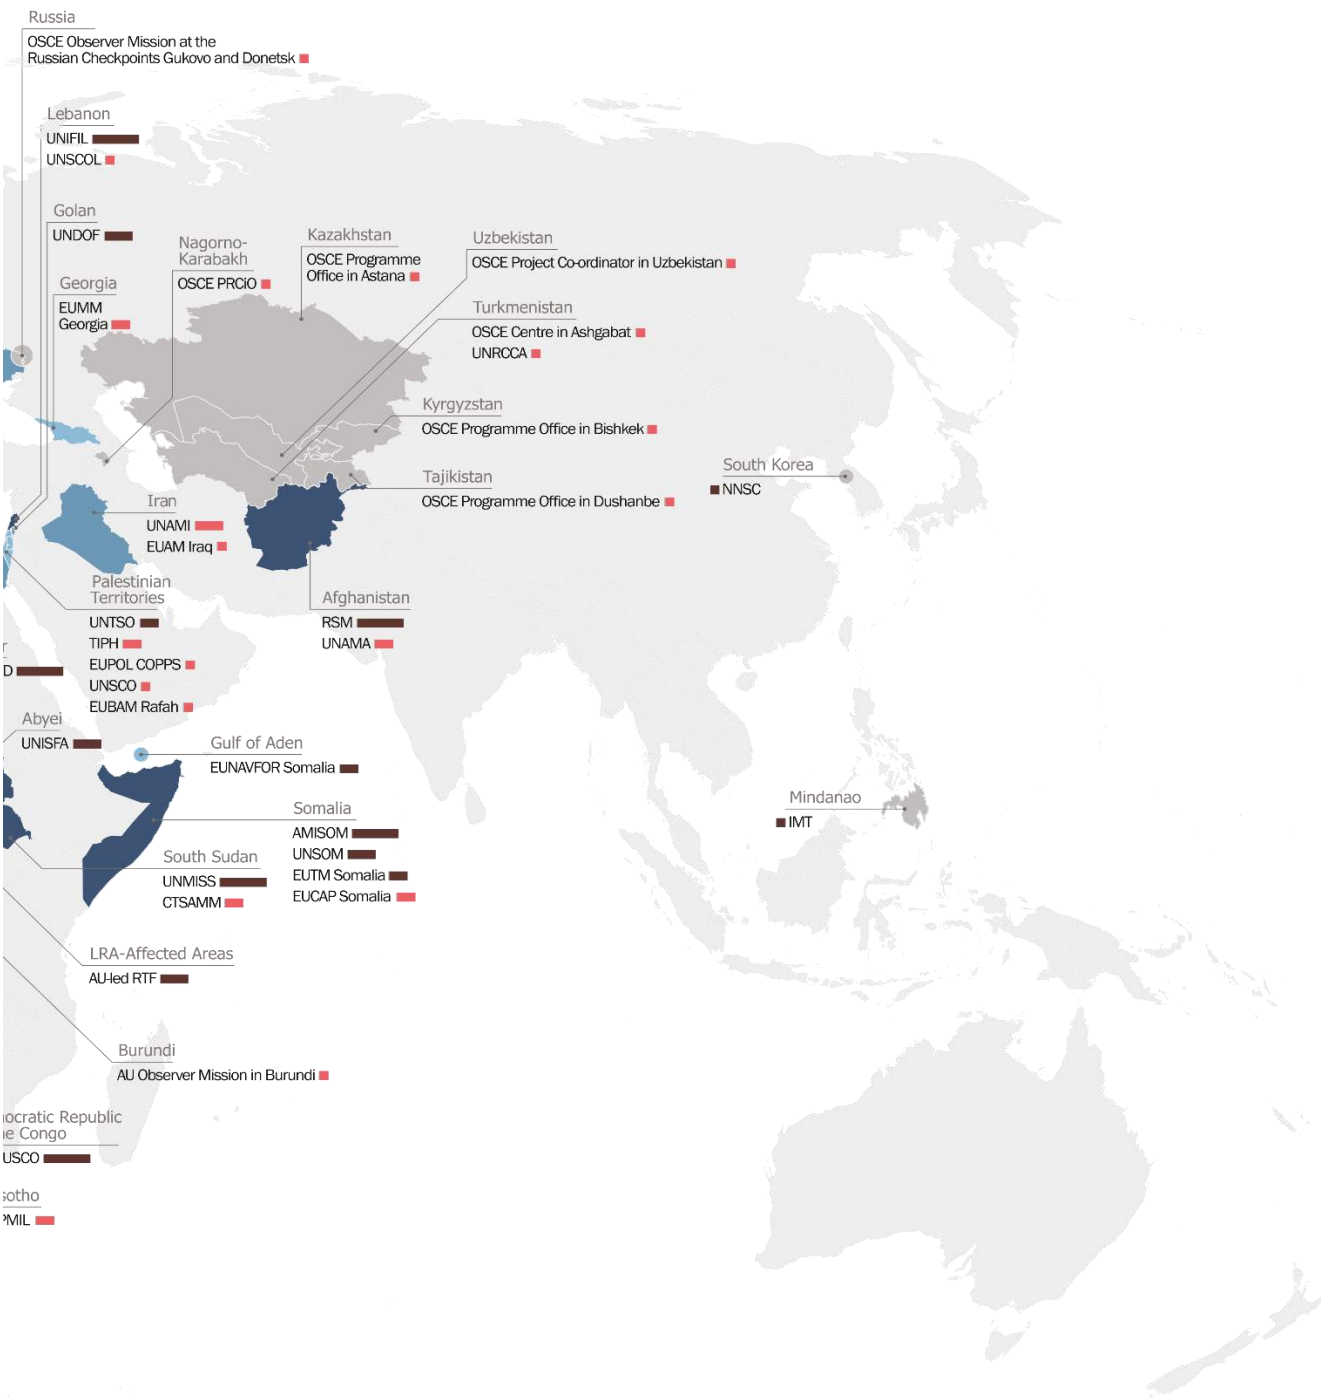 Russia
OSCE Observer Mission at the
Russian Checkpoints Gukovo and Donetsk
Lebanon
UNIFIL
UNSCOL
Golan
UNDOF
Nagorno-
Karabakh
OSCE PRCiO
Kazakhstan
OSCE Programme
Office in Astana
Uzbekistan
OSCE Project Co-ordinator in Uzbekistan
Georgia
EUMM
Georgia
Turkmenistan
OSCE Centre in Ashgabat
UNRCCA
Kyrgyzstan
OSCE Programme Office in Bishkek
Tajikistan
OSCE Programme Office in Dushanbe
South Korea
NNSC
Iran
UNAMI
EUAM Iraq
Palestinian
Territories
UNTSO
TIPH
EUPOL COPPS
UNSCO
EUBAM Rafah
Afghanistan
RSM
UNAMA
r
D
Abyei
UNISFA
Gulf of Aden
EUNAVFOR Somalia
Somalia
AMISOM
UNSOM
EUTM Somalia
EUCAP Somalia
Mindanao
IMT
South Sudan
UNMISS
CTSAMM
LRA-Affected Areas
AU-led RTF
Burundi
AU Observer Mission in Burundi
ocratic Republic
e Congo
USCO
sotho
PMIL